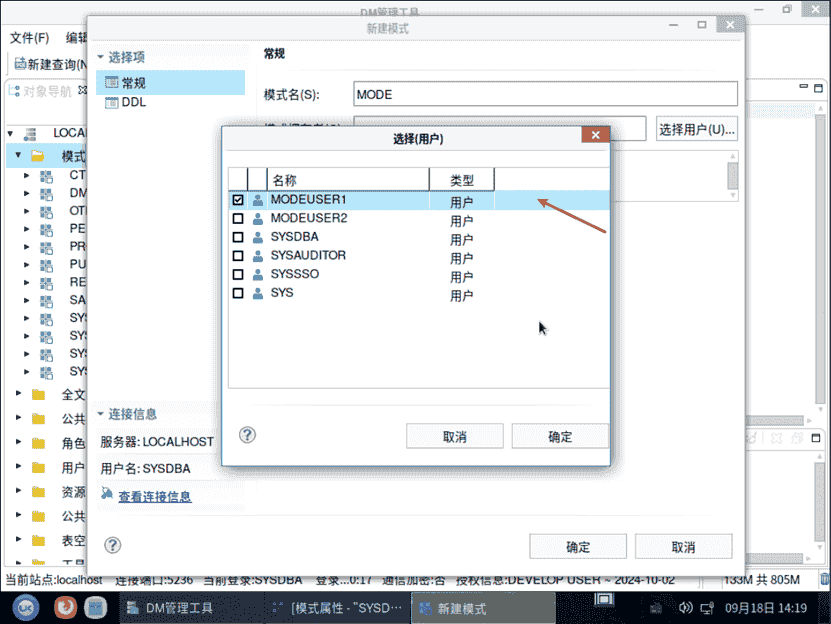 DM管理工具
新建模式
文件(F) 编辑
新建查询(N
对象导航
选择项
常规
DDL
常规
模式名(S): MODE
选择用户(U)...
LOCA
模式
CT
DM
OT
PE
PR
PU
RE
SA
SY
SY
SY
SY
全文
公共
角色
用户
资源
公共
表空
工具
选择(用户)
名称 类型
MODEUSER1 用户
MODEUSER2 用户
SYSDBA 用户
SYSAUDITOR 用户
SYSSSO 用户
SYS 用户
取消 确定
连接信息
服务器: LOCALHOST
用户名: SYSDBA
查看连接信息
确定 取消
当前站点:localhost 连接端口:5236 当前登录:SYSDBA 登录...0:17 通信加密:否 授权信息:DEVELOP USER ~ 2024-10-02 133M 共 805M
DM管理工具 [模式属性 - "SYSD… 新建模式 09月18日 14:19